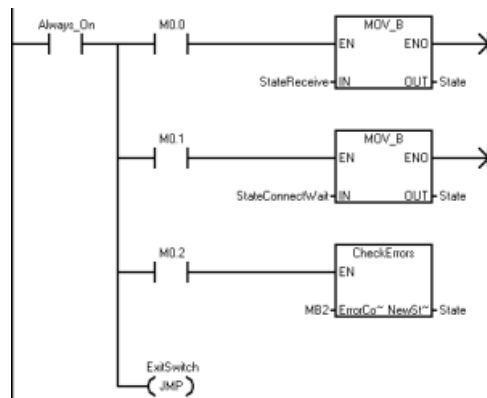 Always_On M0.0 MOV_B
EN ENO
StateReceive IN OUT State
M0.1 MOV_B
EN ENO
StateConnectWait IN OUT State
M0.2 CheckErrors
EN
MB2 ErrorCo~ NewSt~ State
ExitSwitch
JMP